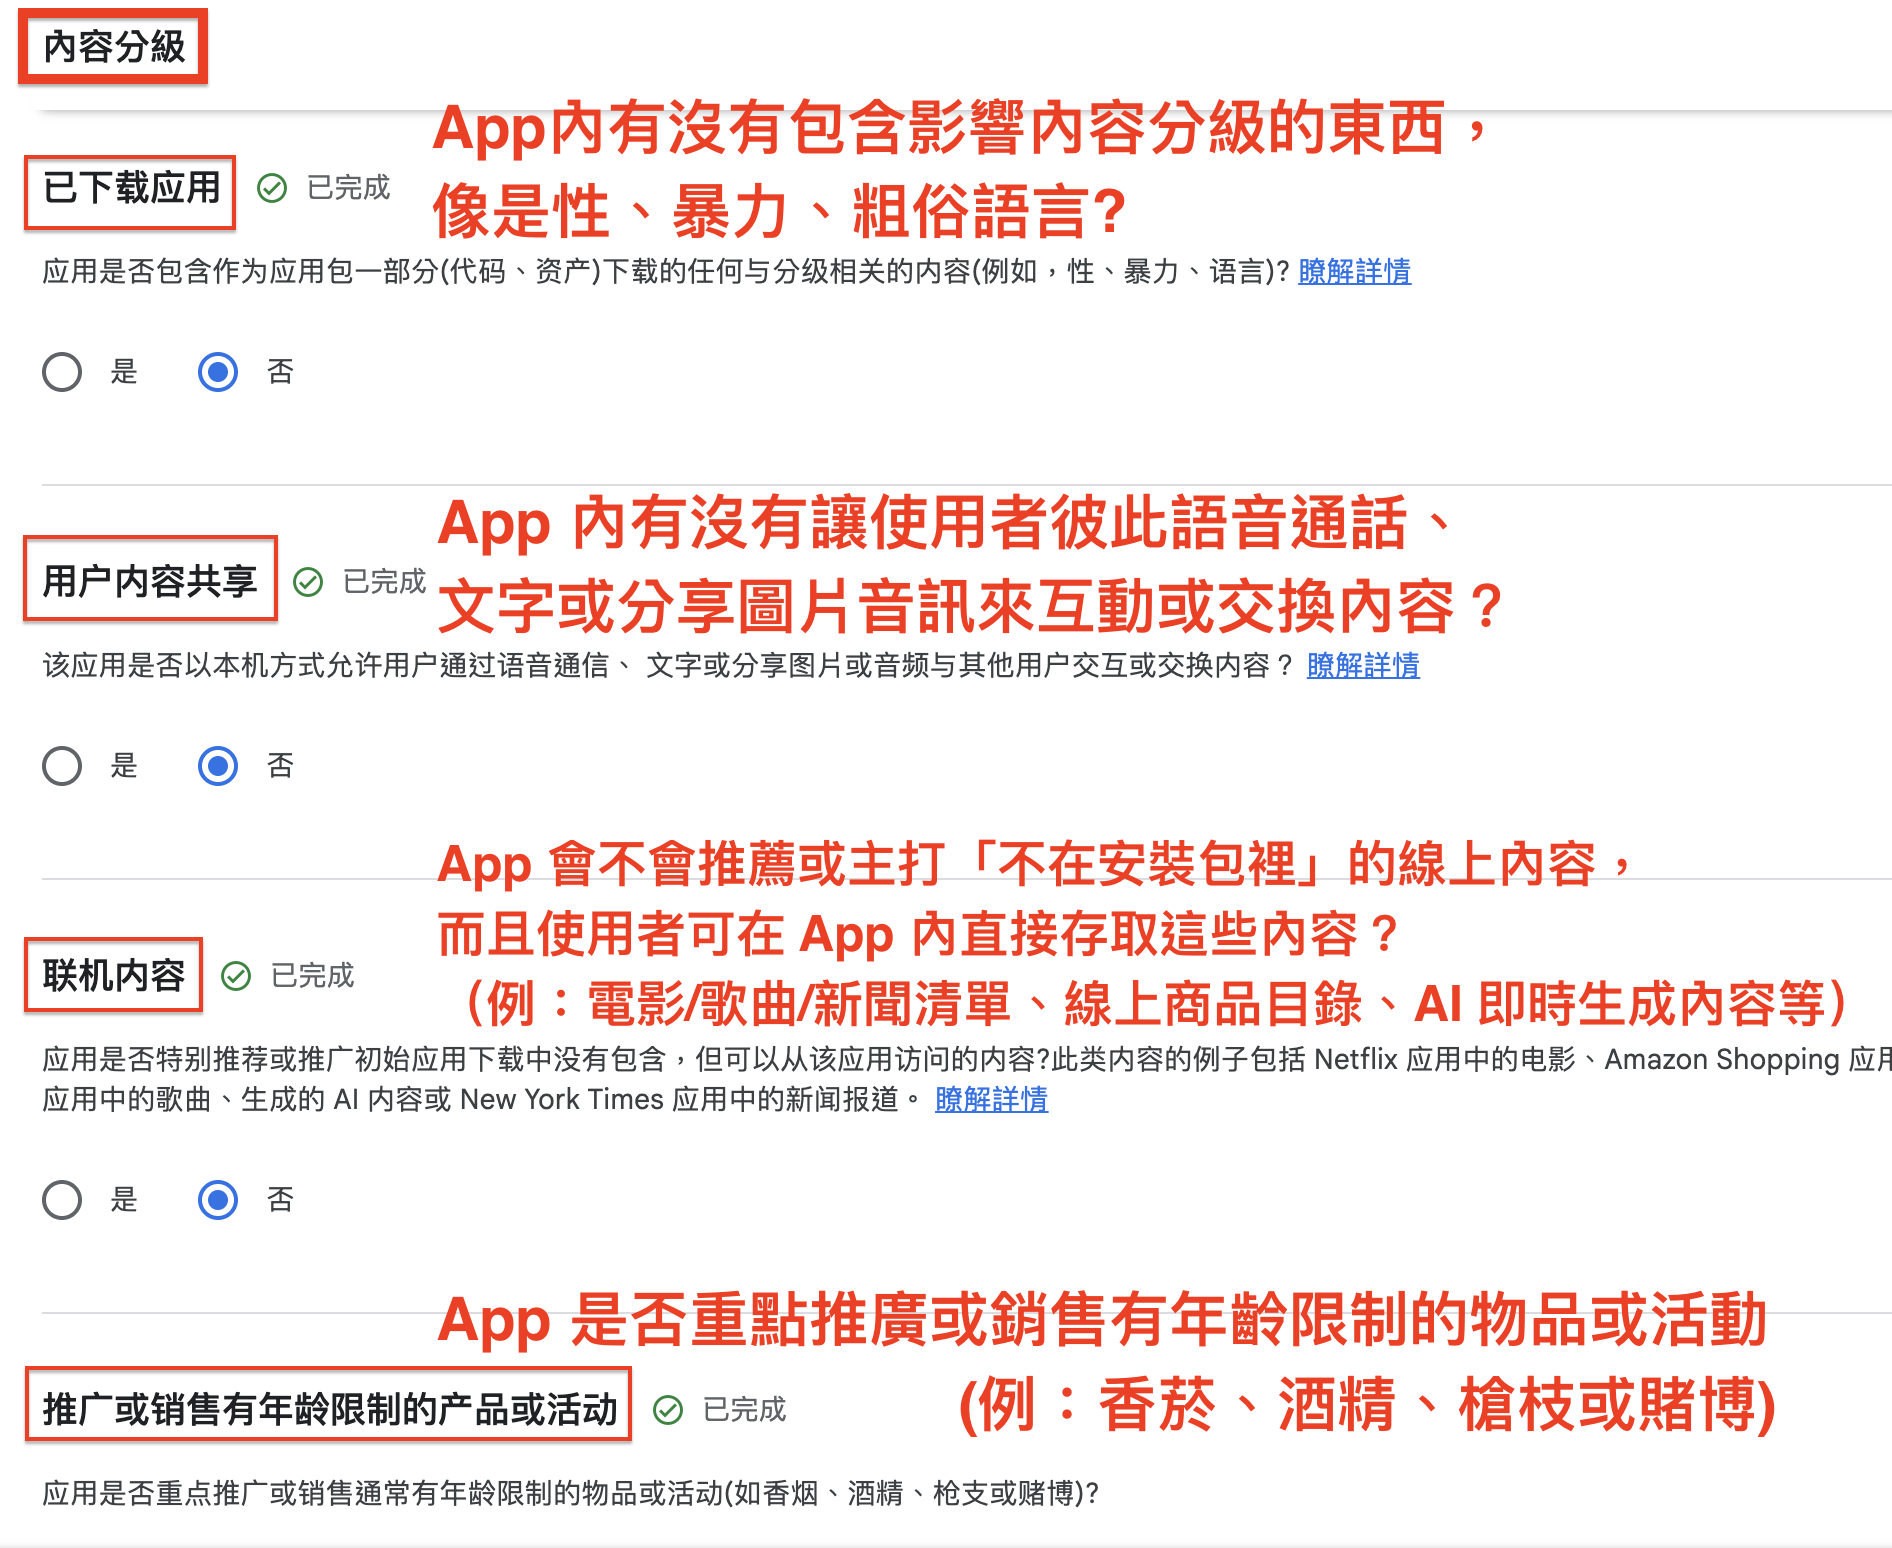 內容分級
App內有沒有包含影響內容分級的東西，
已下载应用 已完成
像是性、暴力、粗俗語言?
应用是否包含作为应用包一部分(代码、资产)下载的任何与分级相关的内容(例如，性、暴力、语言)? 瞭解詳情
是 否
App 內有沒有讓使用者彼此語音通話、
用户内容共享 已完成
文字或分享圖片音訊來互動或交換內容？
该应用是否以本机方式允许用户通过语音通信、 文字或分享图片或音频与其他用户交互或交换内容？ 瞭解詳情
是 否
App 會不會推薦或主打「不在安裝包裡」的線上內容，
而且使用者可在 App 內直接存取這些內容？
联机内容 已完成
（例：電影/歌曲/新聞清單、線上商品目錄、AI 即時生成內容等）
应用是否特别推荐或推广初始应用下载中没有包含，但可以从该应用访问的内容?此类内容的例子包括 Netflix 应用中的电影、Amazon Shopping 应用
应用中的歌曲、生成的 AI 内容或 New York Times 应用中的新闻报道。 瞭解詳情
是 否
App 是否重點推廣或銷售有年齡限制的物品或活動
推广或销售有年龄限制的产品或活动 已完成
(例：香菸、酒精、槍枝或賭博)
应用是否重点推广或销售通常有年龄限制的物品或活动(如香烟、酒精、枪支或赌博)?